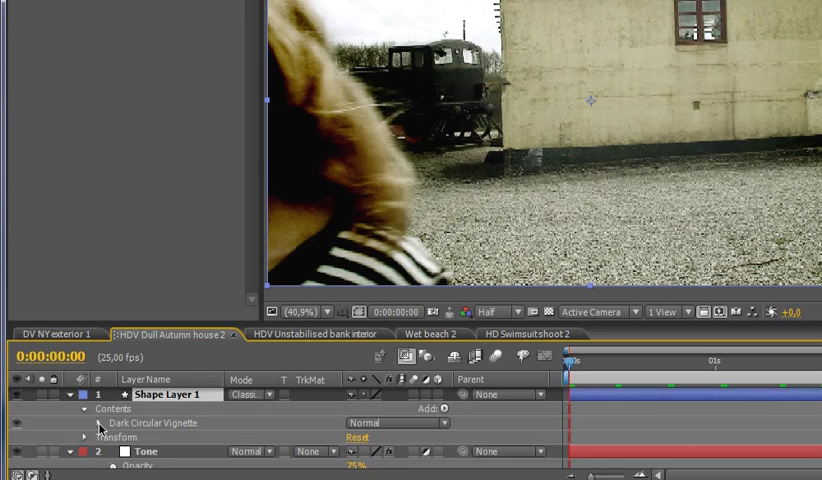 (40,9%) 0:00:00:00 Half Active Camera 1 View +0,0
DV NY exterior 1 HDV Dull Autumn house 2 × HDV Unstabilised bank interior Wet beach 2 HD Swimsuitshoot 2
0:00:00:00 (25,00 fps)
01s
# Layer Name Mode T TrkMat Parent
1 Shape Layer 1 Classi... None
Contents Add:
Dark Circular Vignette Normal
Transform Reset
2 Tone Normal None None
Opacity 75%